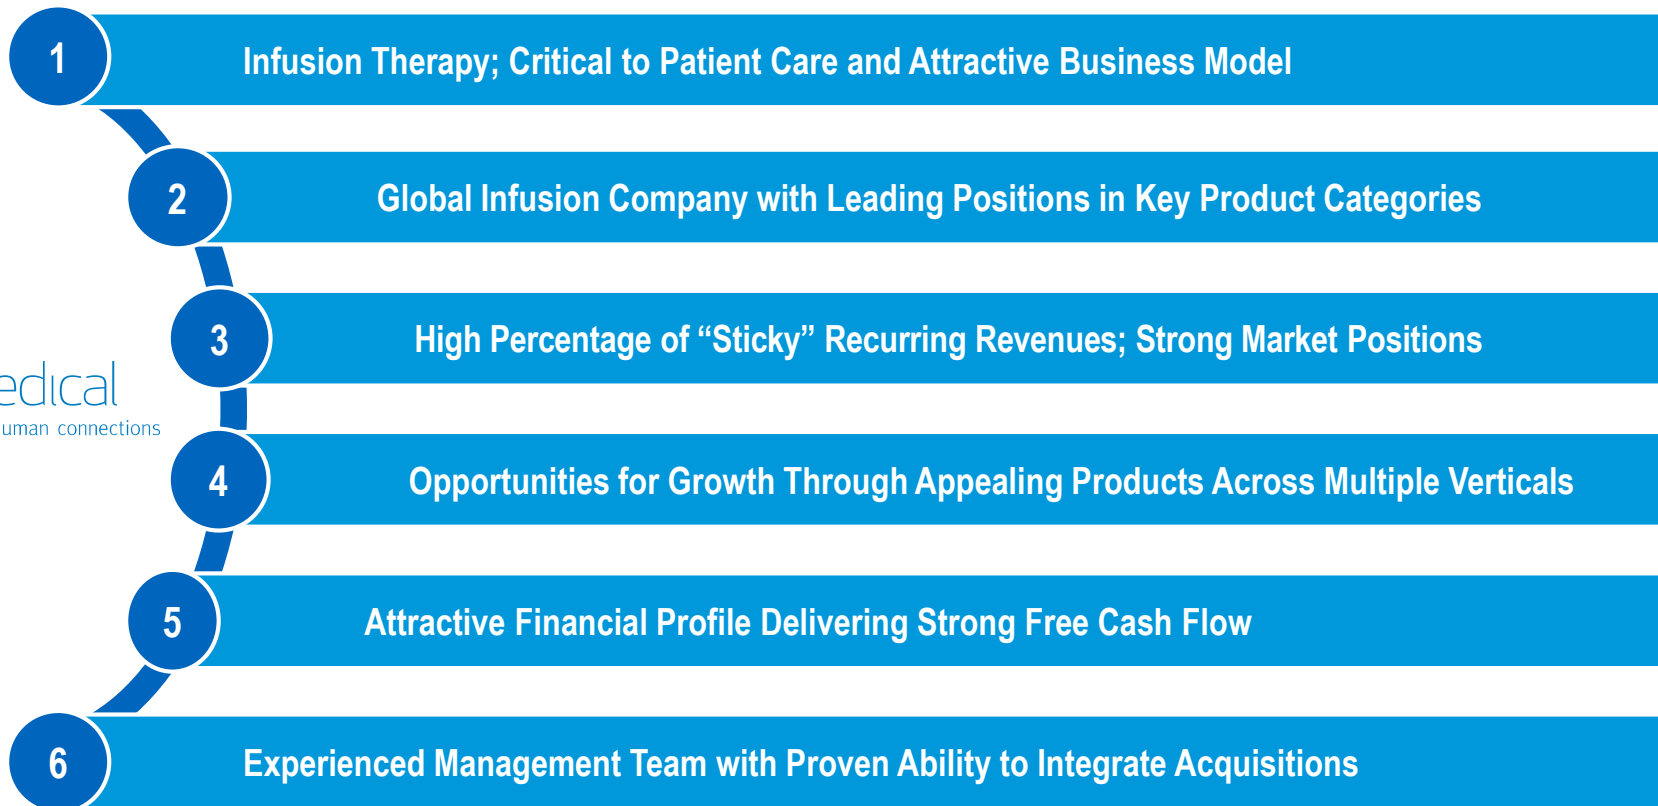 1
Infusion Therapy; Critical to Patient Care and Attractive Business Model
2
Global Infusion Company with Leading Positions in Key Product Categories
3
High Percentage of “Sticky” Recurring Revenues; Strong Market Positions
edical
uman connections
4
Opportunities for Growth Through Appealing Products Across Multiple Verticals
5
Attractive Financial Profile Delivering Strong Free Cash Flow
6
Experienced Management Team with Proven Ability to Integrate Acquisitions